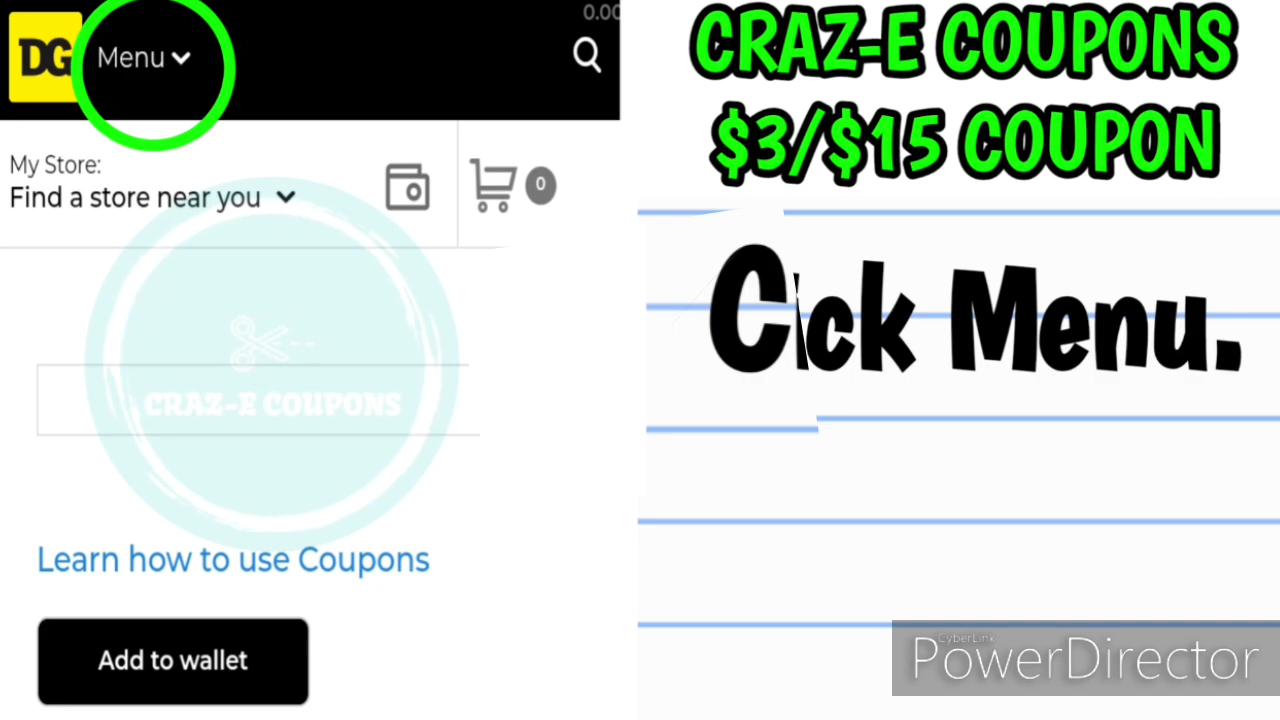 DG
Menu
0.00
My Store:
Find a store near you
0
CRAZ-E COUPONS
Learn how to use Coupons
Add to wallet
CRAZ-E COUPONS
$3/$15 COUPON
Menu.
CyberLink
PowerDirector